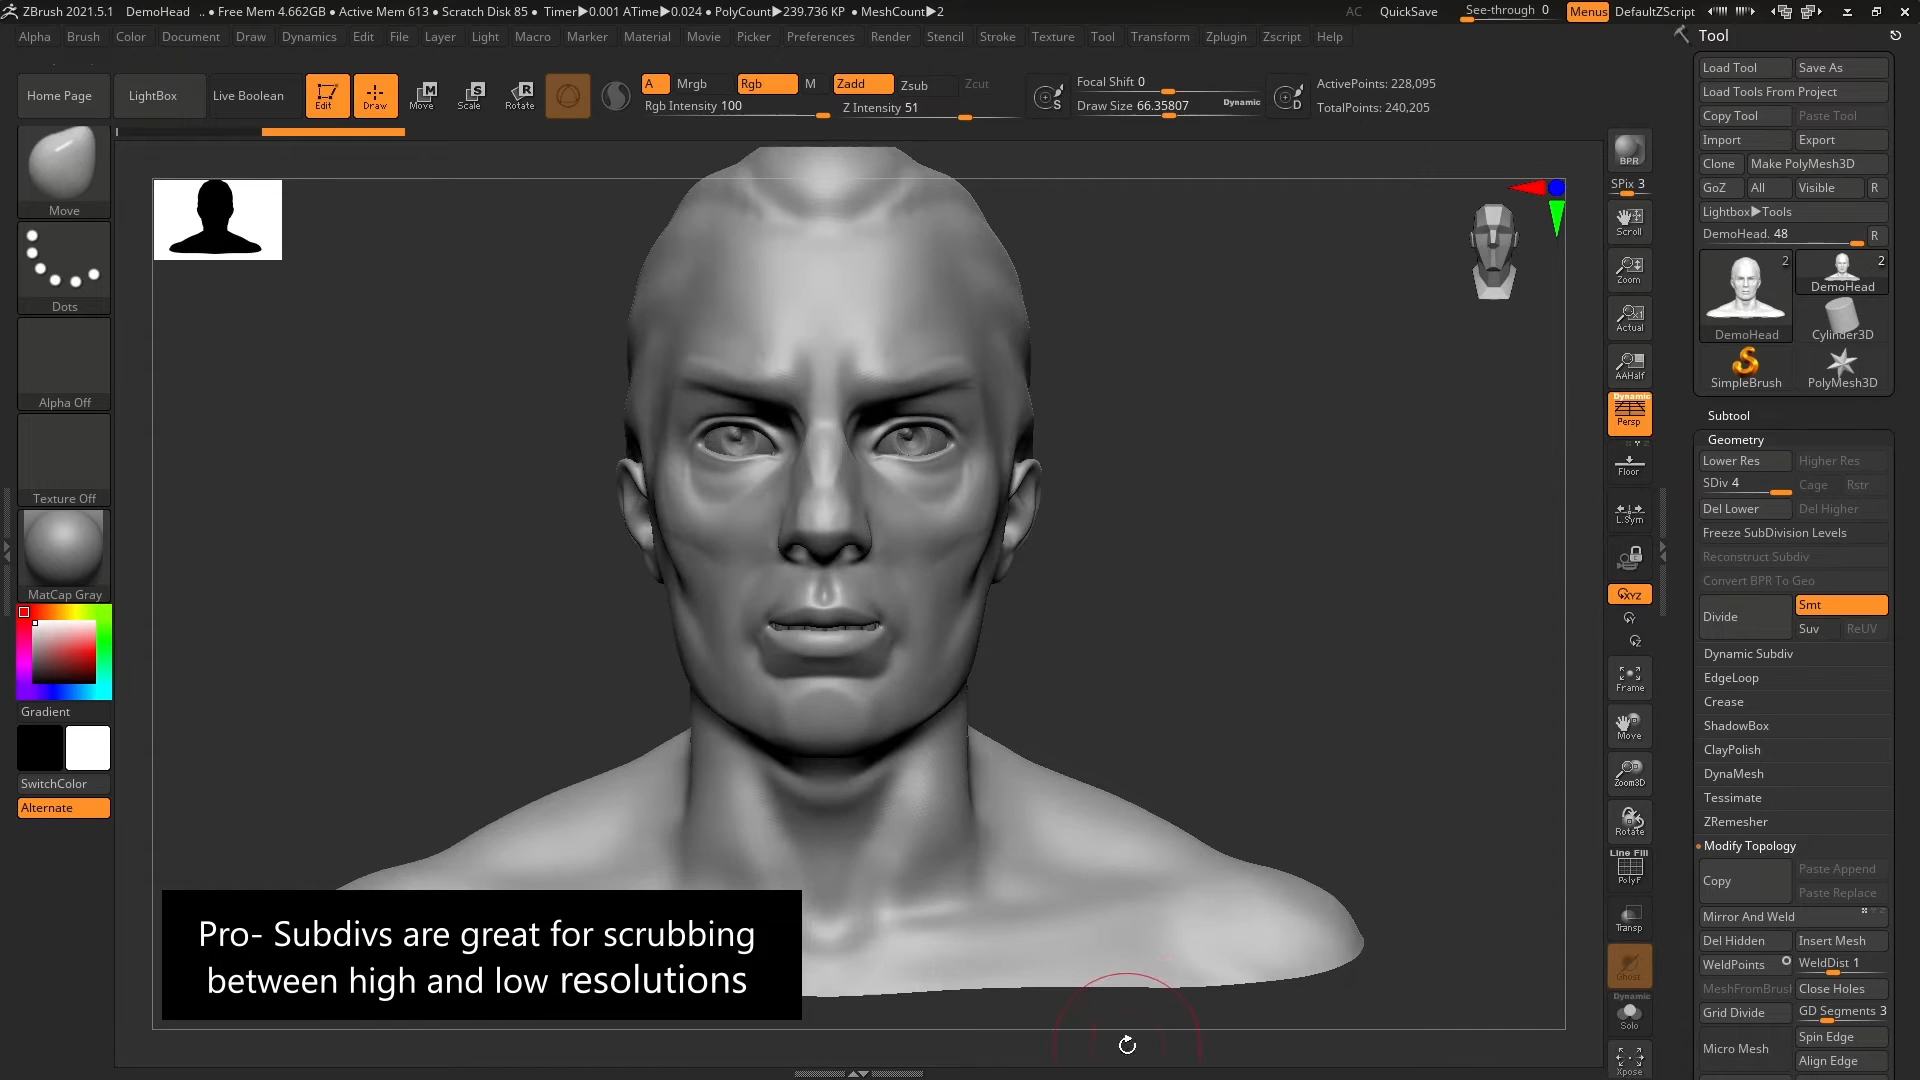 ZBrush 2021.5.1 DemoHead .. • Free Mem 4.662GB • Active Mem 613 • Scratch Disk 85 • Timer▶0.001 ATime▶0.024 • PolyCount▶239.736 KP • MeshCount▶2 AC QuickSave See-through 0 Menus DefaultZScript
Alpha Brush Color Document Draw Dynamics Edit File Layer Light Macro Marker Material Movie Picker Preferences Render Stencil Stroke Texture Tool Transform Zplugin Zscript Help
Home Page LightBox Live Boolean Edit Draw Move Scale Rotate
M S R
A Mrgb Rgb M Zadd Zsub Zcut
Rgb Intensity 100 Z Intensity 51
S
Focal Shift 0
Draw Size 66.35807 Dynamic
D
ActivePoints: 228,095
TotalPoints: 240,205
Move
Dots
Alpha Off
Texture Off
MatCap Gray
Gradient
SwitchColor
Alternate
Pro- Subdivs are great for scrubbing
between high and low resolutions
BPR
SPix 3
Scroll
Zoom
Actual
AAHalf
Dynamic
Persp
Floor
L.Sym
XYZ
Y
Z
Frame
Move
Zoom3D
Rotate
Line Fill
PolyF
Transp
Ghost
Dynamic
Solo
Xpose
Tool
Load Tool Save As
Load Tools From Project
Copy Tool Paste Tool
Import Export
Clone Make PolyMesh3D
GoZ All Visible R
Lightbox▶Tools
DemoHead. 48 R
2 2
DemoHead
DemoHead Cylinder3D
SimpleBrush PolyMesh3D
Subtool
Geometry
Lower Res Higher Res
SDiv 4 Cage Rstr
Del Lower Del Higher
Freeze SubDivision Levels
Reconstruct Subdiv
Convert BPR To Geo
Divide Smt
Suv ReUV
Dynamic Subdiv
EdgeLoop
Crease
ShadowBox
ClayPolish
DynaMesh
Tessimate
ZRemesher
Modify Topology
Copy Paste Append
Paste Replace
Mirror And Weld
Del Hidden Insert Mesh
WeldPoints WeldDist 1
MeshFromBrush Close Holes
Grid Divide GD Segments 3
Micro Mesh Spin Edge
Align Edge